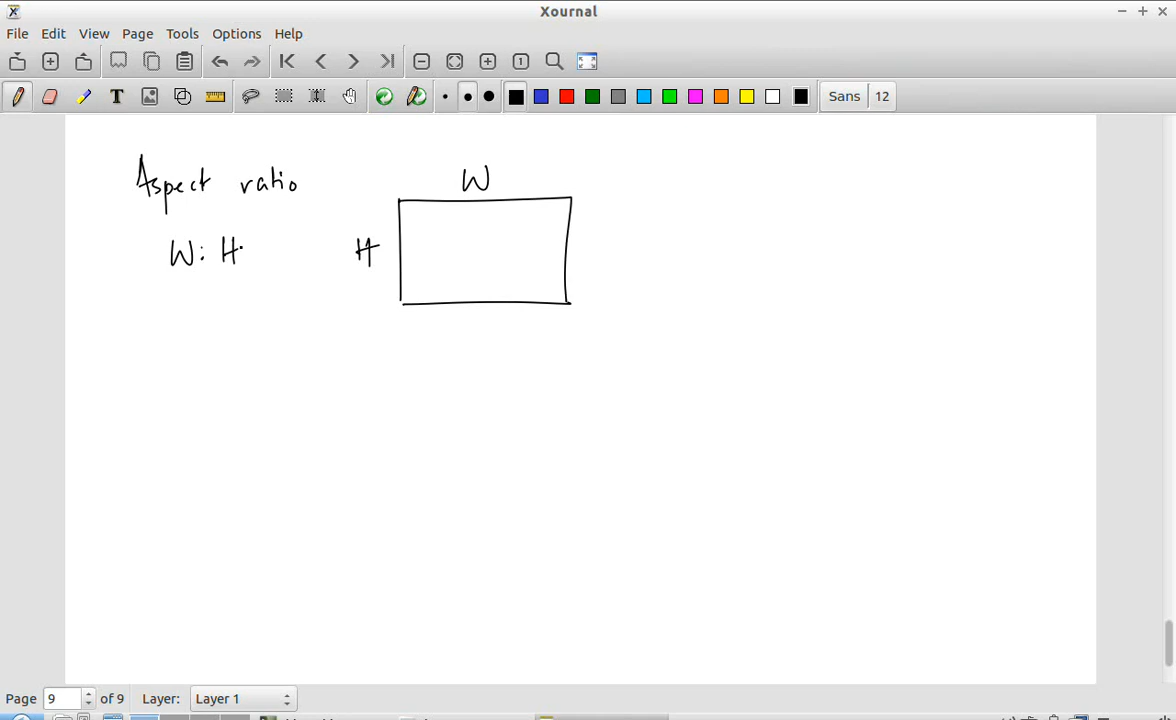 Xournal
File Edit View Page Tools Options Help
T 1 Sans 12
Aspect ratio W
W: H H
Page 9 of 9 Layer: Layer 1